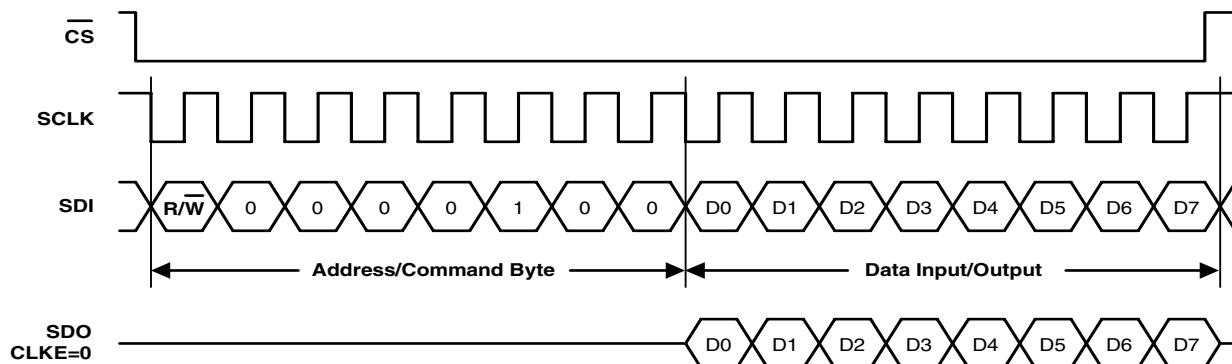 CS
SCLK
SDI R/W 0 0 0 0 1 0 0 D0 D1 D2 D3 D4 D5 D6 D7
Address/Command Byte Data Input/Output
SDO
CLKE=0 D0 D1 D2 D3 D4 D5 D6 D7